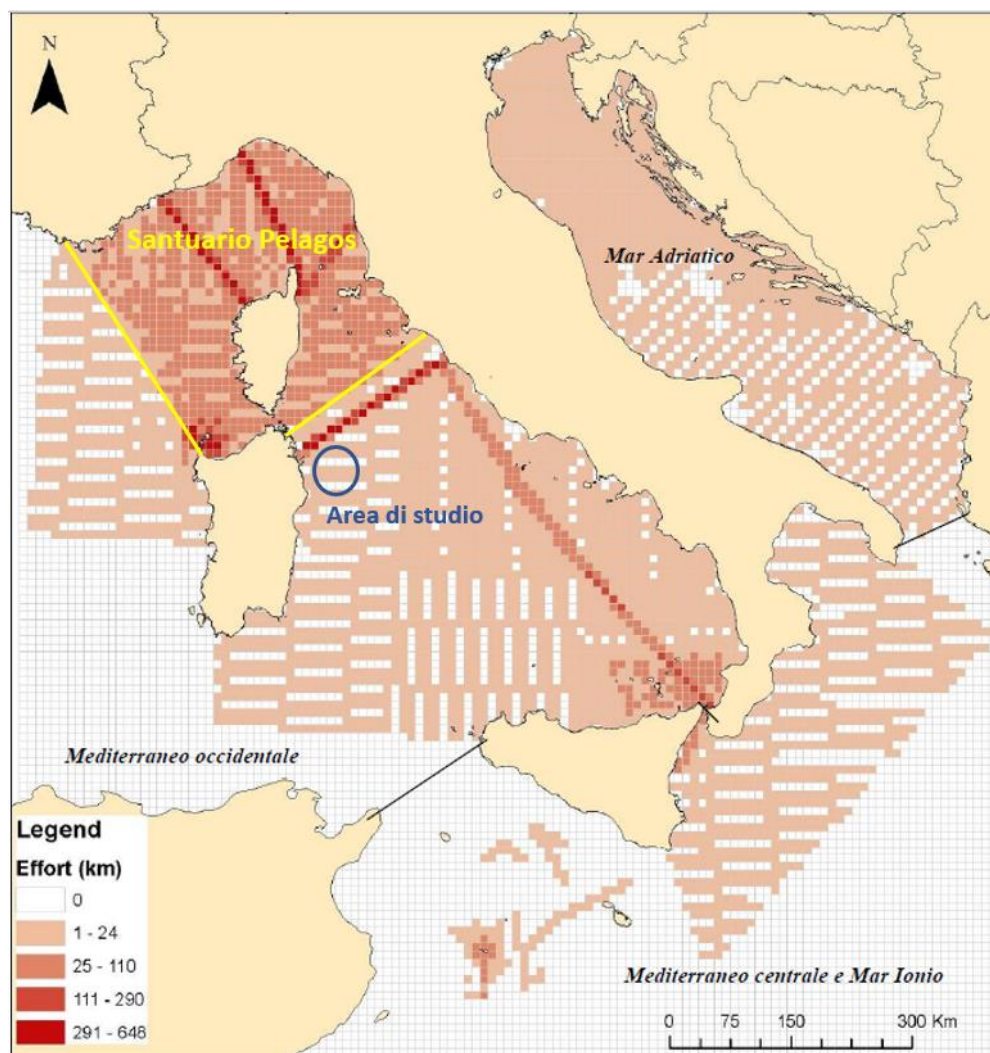 N
Santuario Pelagos
Mar Adriatico
Area di studio
Mediterraneo occidentale
Legend
Effort (km)
0
1 - 24
25 - 110
111 - 290
291 - 648
Mediterraneo centrale e Mar Ionio
0 75 150 300 Km